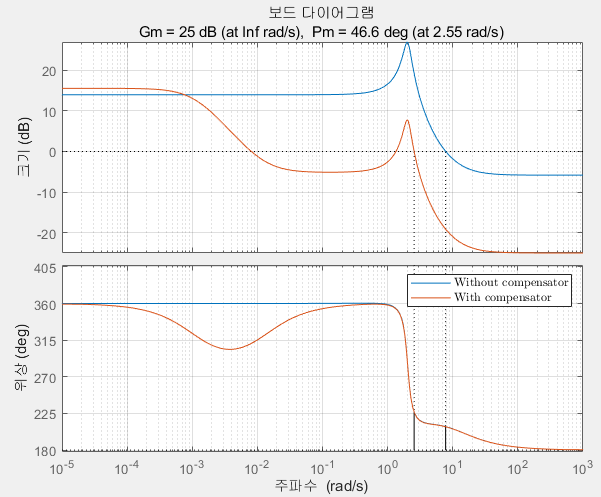 보드 다이어그램
Gm = 25 dB (at Inf rad/s), Pm = 46.6 deg (at 2.55 rad/s)
크기 (dB)
20
10
0
-10
-20
위상 (deg)
405
360
315
270
225
180
Without compensator
With compensator
10^-5
10^-4
10^-3
10^-2
10^-1
10^0
10^1
10^2
10^3
주파수 (rad/s)